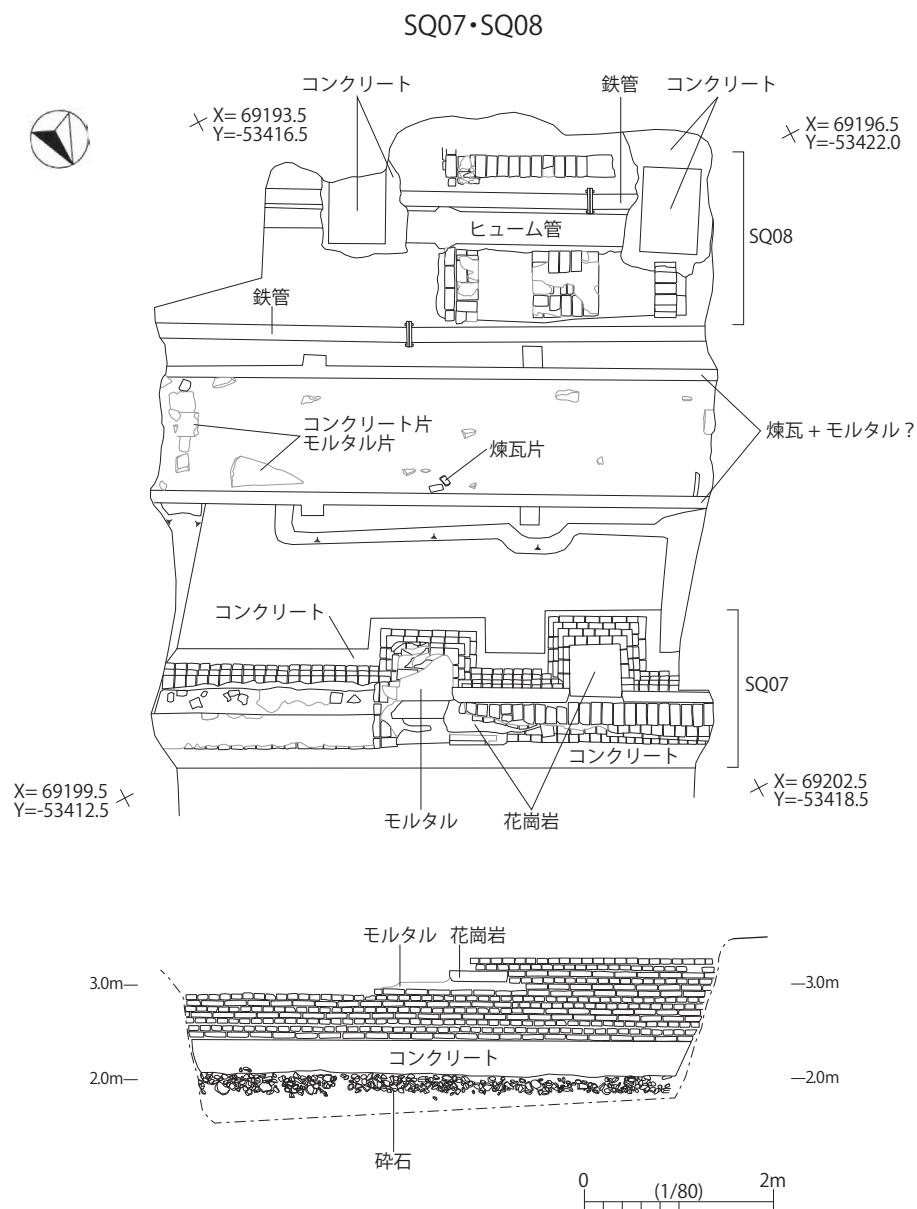 SQ07・SQ08
コンクリート
鉄管
コンクリート
X= 69193.5
Y=-53416.5
X= 69196.5
Y=-53422.0
ヒューム管
SQ08
鉄管
コンクリート片
モルタル片
煉瓦片
煉瓦 + モルタル ?
コンクリート
SQ07
コンクリート
X= 69199.5
Y=-53412.5
モルタル
花崗岩
X= 69202.5
Y=-53418.5
モルタル
花崗岩
3.0m
3.0m
コンクリート
2.0m
2.0m
砕石
0
2m
(1/80)